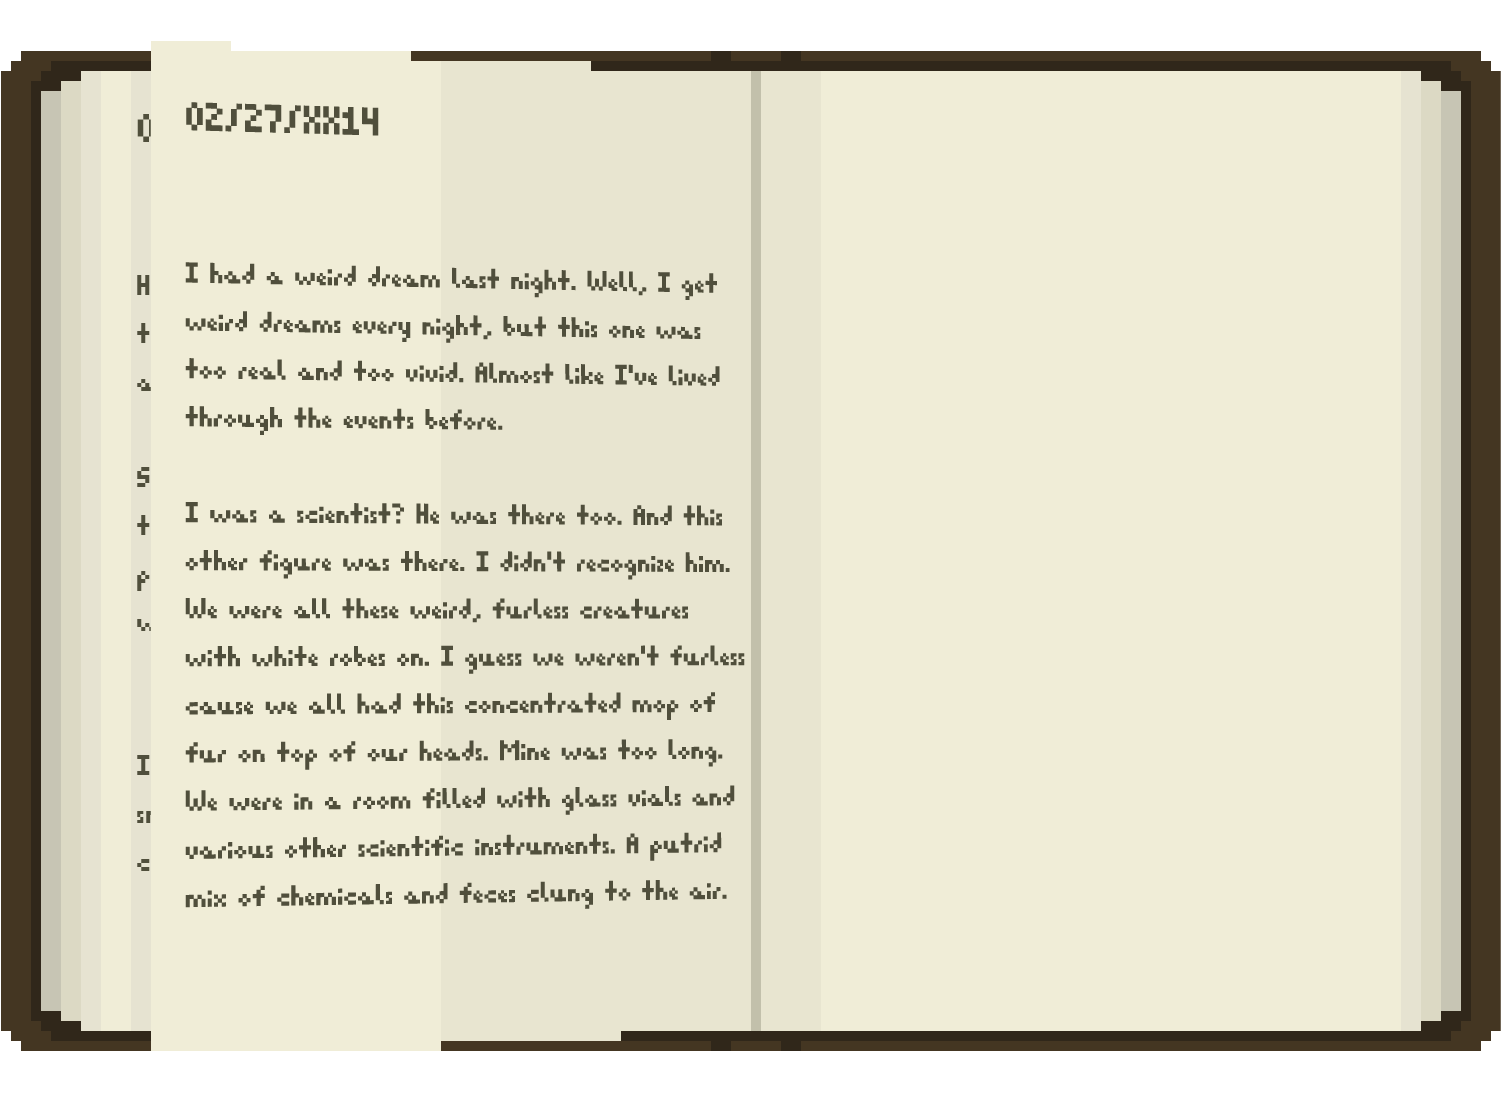 02/27/XX14
I had a weird dream last night. Well, I get
weird dreams every night, but this one was
too real and too vivid. Almost like I've lived
through the events before.
I was a scientist? He was there too. And this
other figure was there. I didn't recognize him.
We were all these weird, furless creatures
with white robes on. I guess we weren't furless
cause we all had this concentrated mop of
fur on top of our heads. Mine was too long.
We were in a room filled with glass vials and
various other scientific instruments. A putrid
mix of chemicals and feces clung to the air.